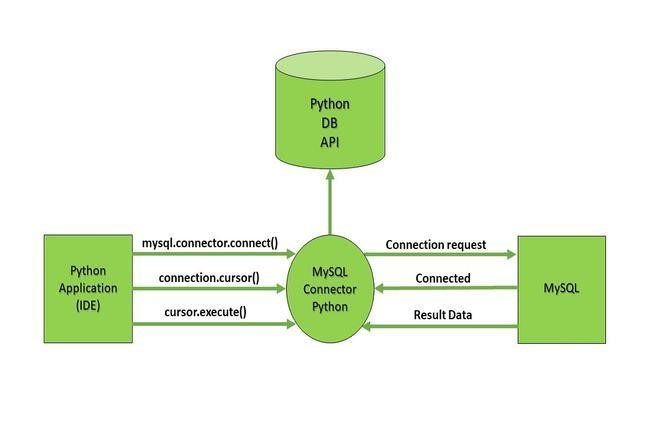 Python
DB
API
mysql.connector.connect()
connection.cursor()
cursor.execute()
Python
Application
(IDE)
MySQL
Connector
Python
Connection request
Connected
Result Data
MySQL